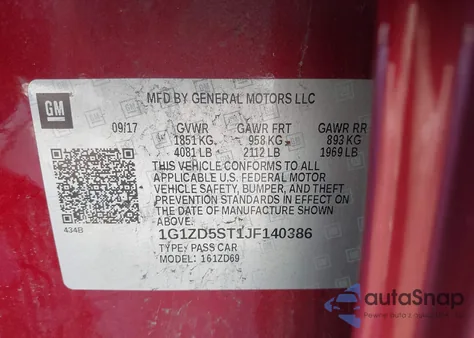 GM
MFD BY GENERAL MOTORS LLC
09/17 GVWR GAWR FRT GAWR RR
1851 KG 958 KG 893 KG
4081 LB 2112 LB 1969 LB
THIS VEHICLE CONFORMS TO ALL
APPLICABLE U.S. FEDERAL MOTOR
VEHICLE SAFETY, BUMPER, AND THEFT
PREVENTION STANDARDS IN EFFECT ON
THE DATE OF MANUFACTURE SHOWN
ABOVE.
434B
1G1ZD5ST1JF140386
TYPE: PASS CAR
MODEL: 161ZD69
autoSnap